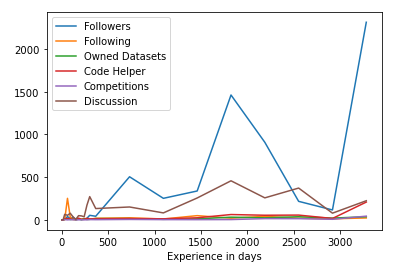 Followers
Following
Owned Datasets
Code Helper
Competitions
Discussion
2000
1500
1000
500
0
0 500 1000 1500 2000 2500 3000
Experience in days